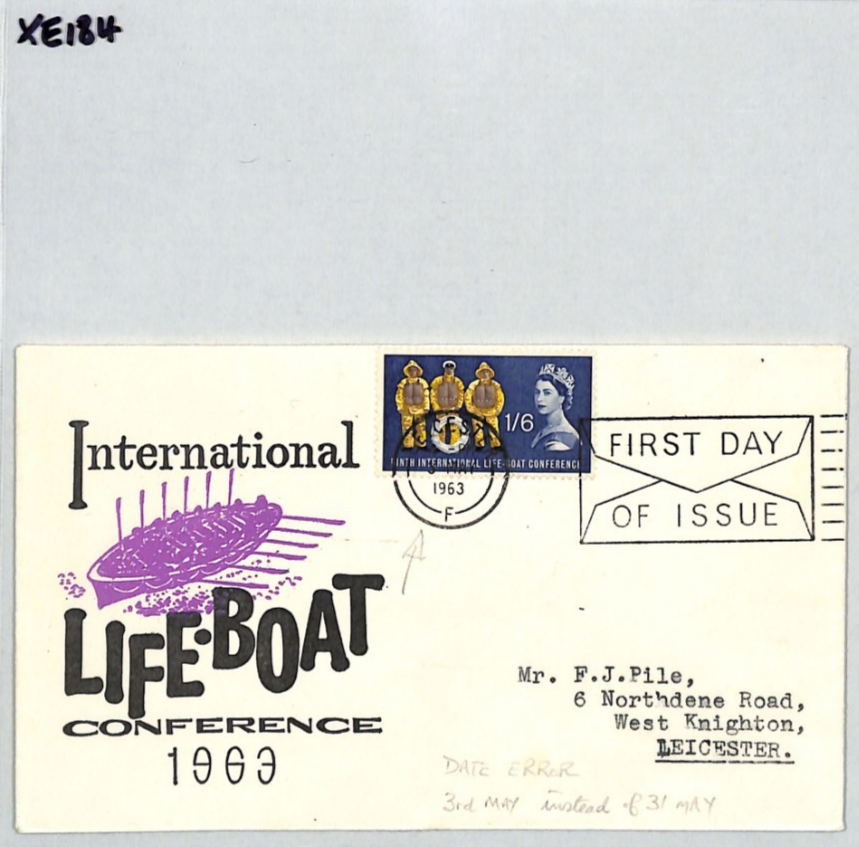 XE184
International
LIFE-BOAT
CONFERENCE
1963
1/6
NINTH INTERNATIONAL LIFE-BOAT CONFERENCE
1963
F
FIRST DAY
OF ISSUE
Mr. F.J.Pile,
6 Northdene Road,
West Knighton,
LEICESTER.
DATE ERROR
3rd MAY instead of 31 MAY